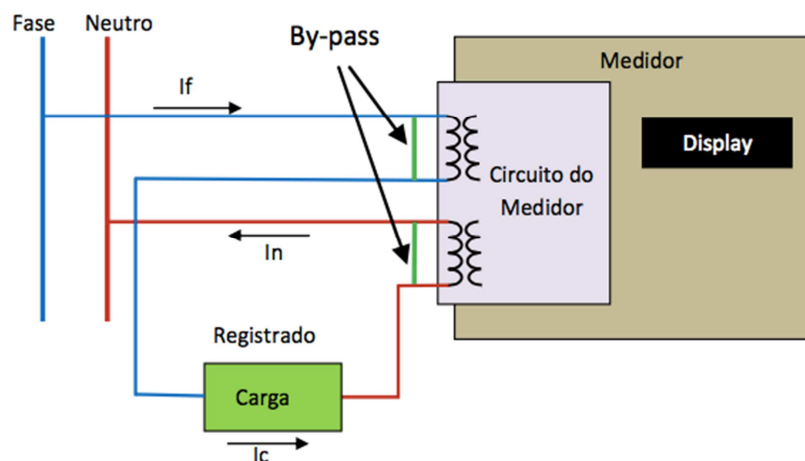 Fase
Neutro
By-pass
Medidor
If
Display
Circuito do
Medidor
In
Registrado
Carga
Ic